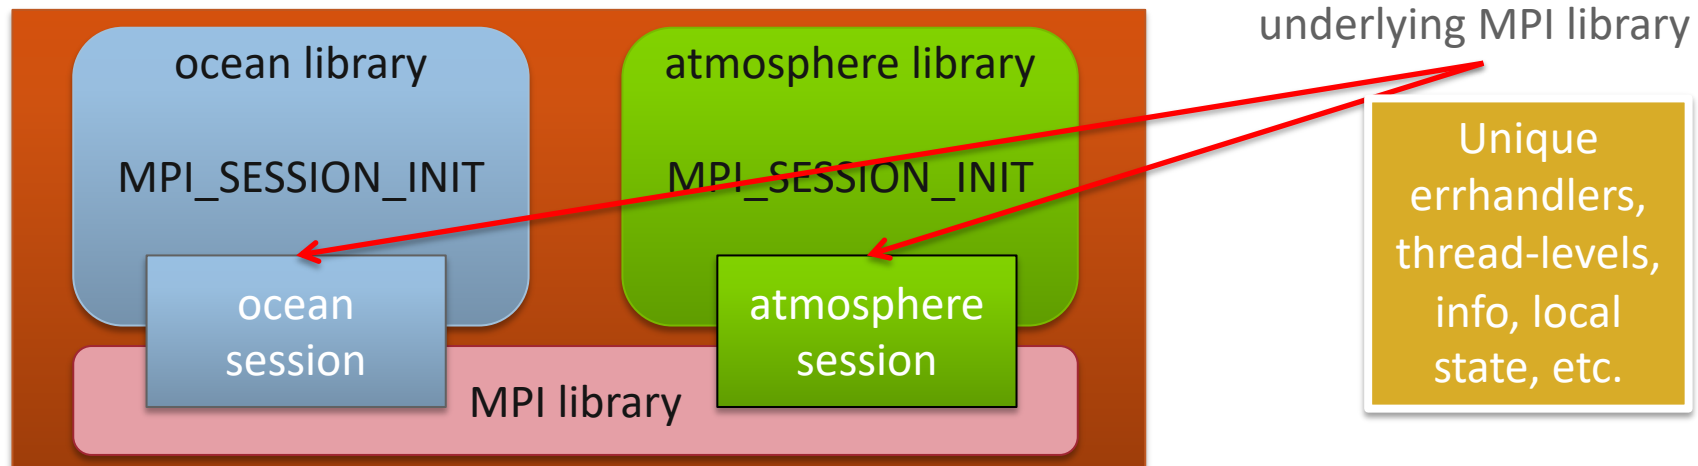 underlying MPI library
ocean library
MPI_SESSION_INIT
ocean
session
atmosphere library
MPI_SESSION_INIT
atmosphere
session
MPI library
Unique
errhandlers,
thread-levels,
info, local
state, etc.